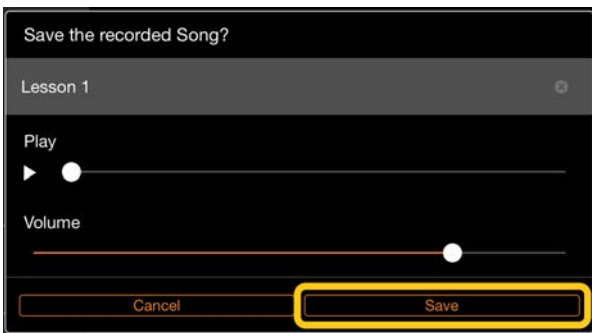 Save the recorded Song?
Lesson 1
Play
Volume
Cancel
Save